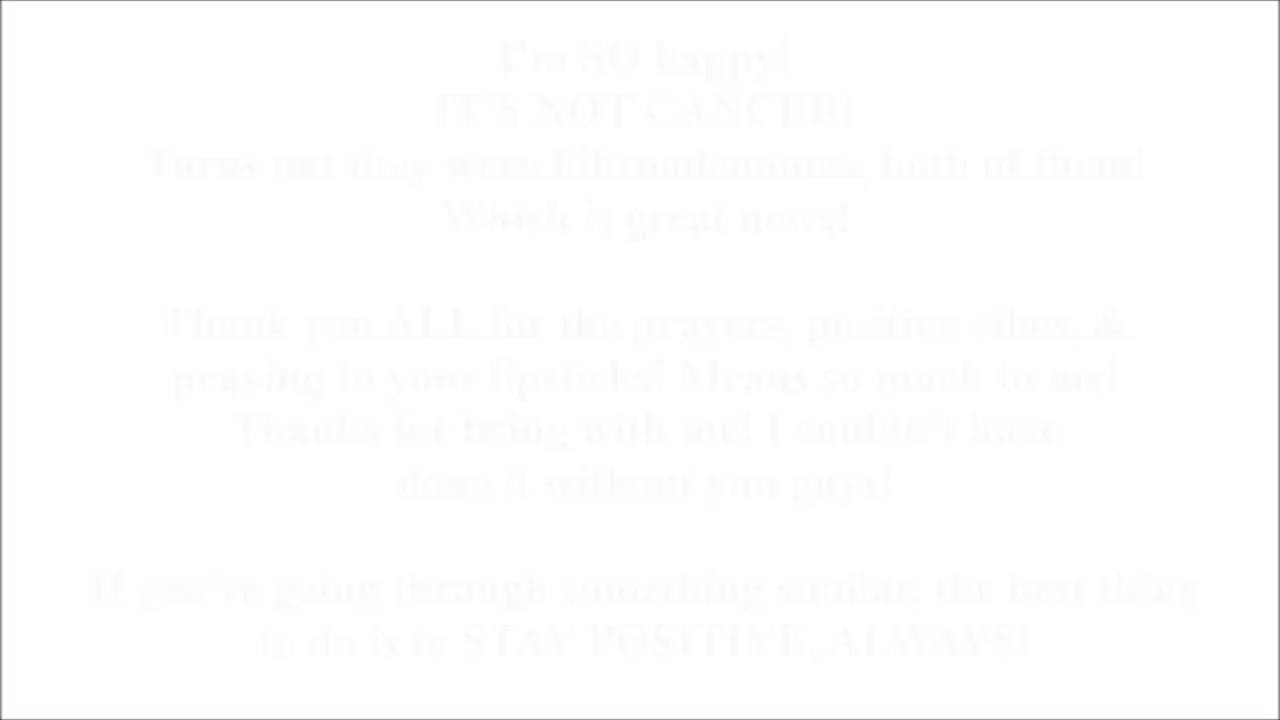 I'm SO happy!
IT'S NOT CANCER!
Turns out they were Fibroadenomas, both of them!
Which is great news!
Thank you ALL for the prayers, positive vibes, &
praying to your lipsticks! Means so much to me!
Thanks for being with me! I couldn't have
done it without you guys!
If you're going through something similar, the best thing
to do is to STAY POSITIVE, ALWAYS!